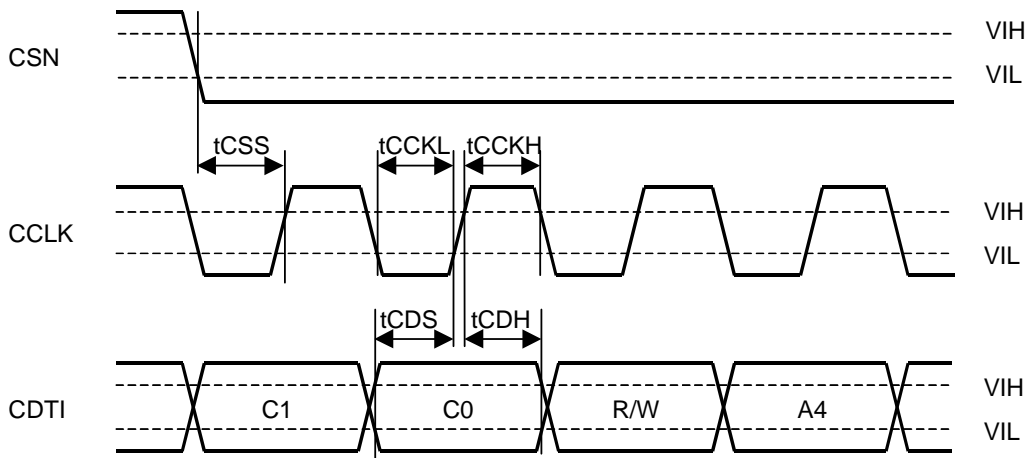 CSN
VIH
VIL
tCSS
tCCKL
tCCKH
CCLK
VIH
VIL
tCDS
tCDH
CDTI
C1
C0
R/W
A4
VIH
VIL